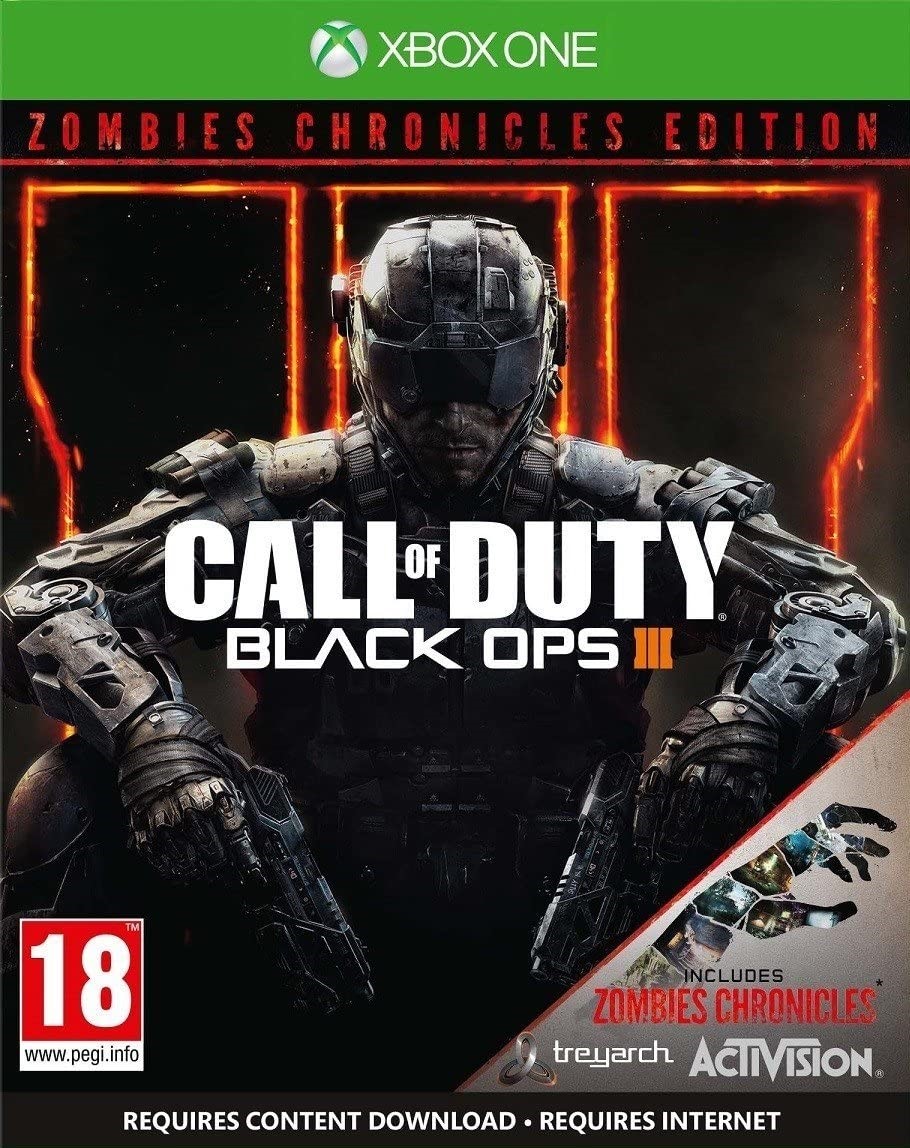 XBOX ONE
ZOMBIES CHRONICLES EDITION
CALL OF DUTY®
BLACK OPS III
18™
www.pegi.info
INCLUDES
ZOMBIES CHRONICLES*
treyarch ACTIVISION®
REQUIRES CONTENT DOWNLOAD • REQUIRES INTERNET